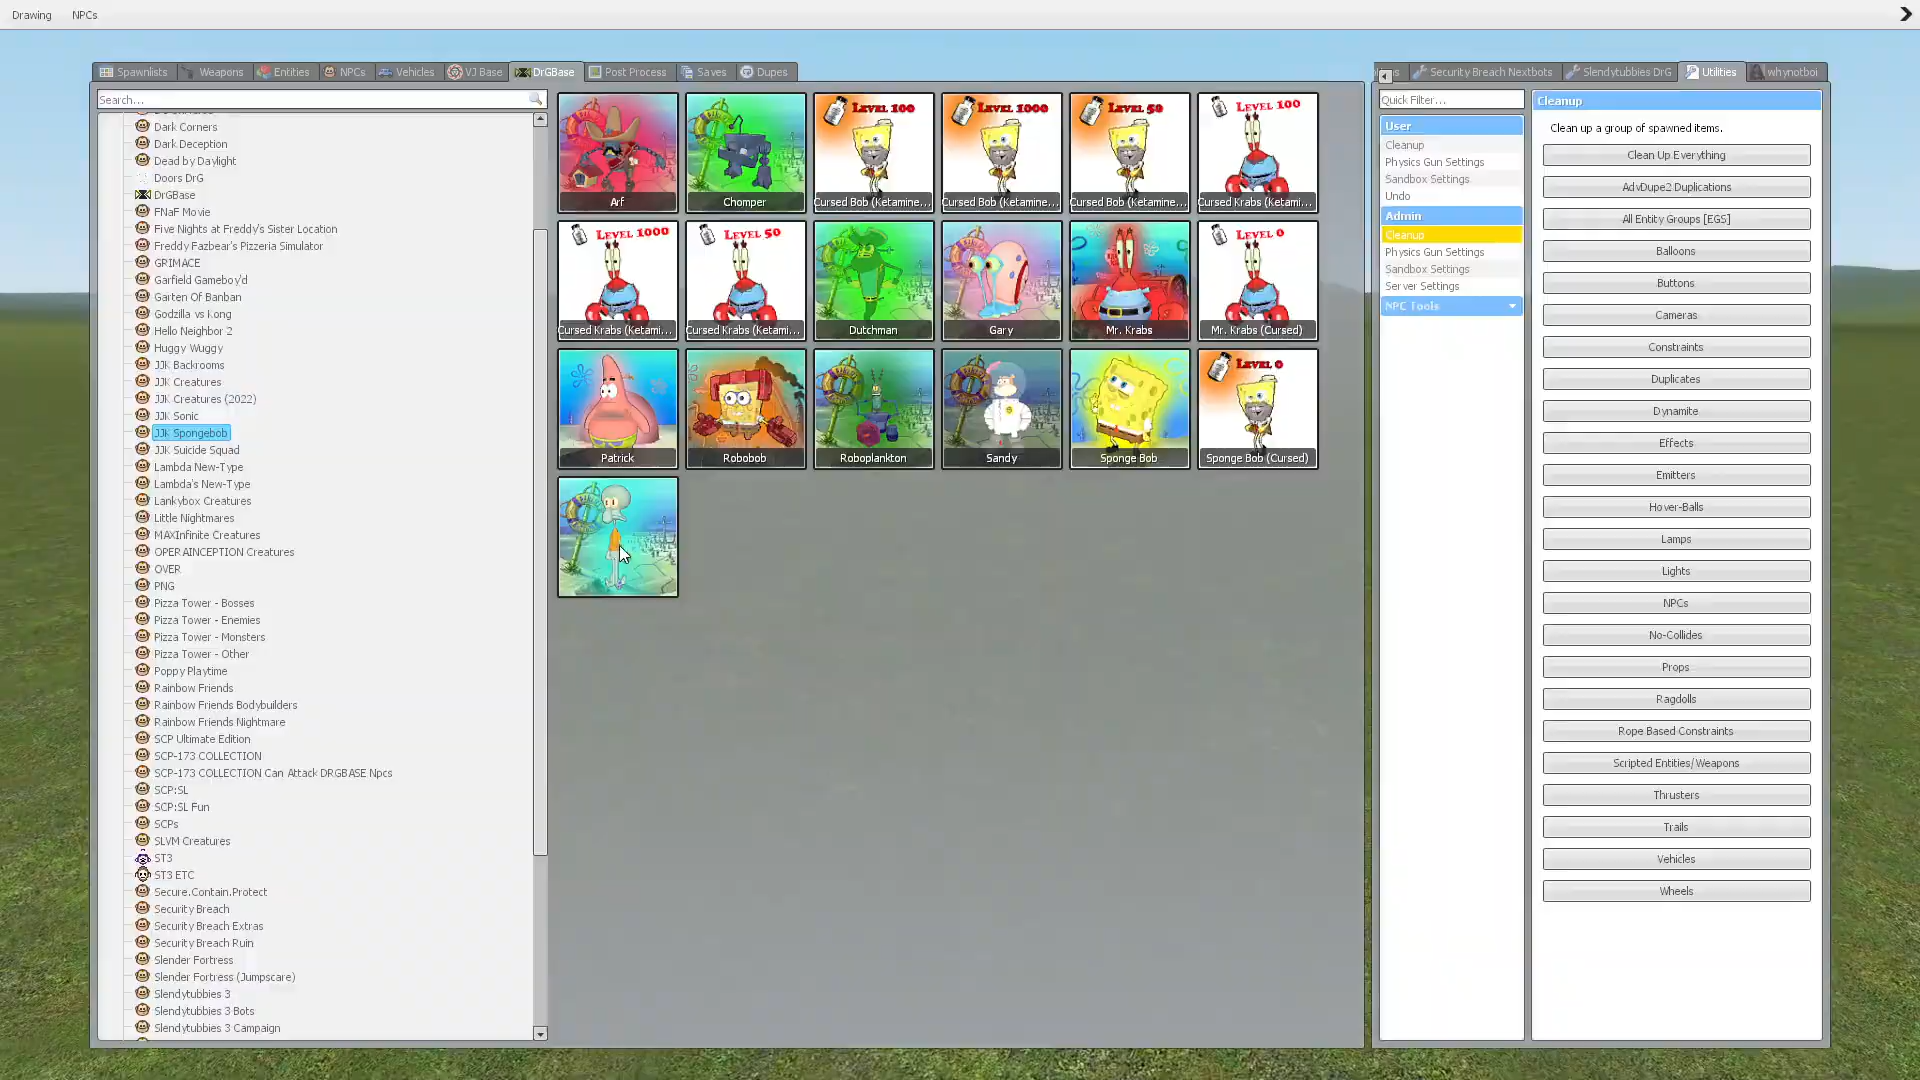 Drawing NPCs
Spawnlists Weapons Entities NPCs Vehicles VJ Base DrGBase Post Process Saves Dupes
Security Breach Nextbots Slendytubbies DrG Utilities whynotboi
Search...
Dark Corners
Dark Deception
Dead by Daylight
Doors DrG
DrGBase
FNaF Movie
Five Nights at Freddy's Sister Location
Freddy Fazbear's Pizzeria Simulator
GRIMACE
Garfield Gameboy'd
Garten Of Banban
Godzilla vs Kong
Hello Neighbor 2
Huggy Wuggy
JJK Backrooms
JJK Creatures
JJK Creatures (2022)
JJK Sonic
JJK Spongebob
JJK Suicide Squad
Lambda New-Type
Lambda's New-Type
Lankybox Creatures
Little Nightmares
MAXInfinite Creatures
OPERAINCEPTION Creatures
OVER
PNG
Pizza Tower - Bosses
Pizza Tower - Enemies
Pizza Tower - Monsters
Pizza Tower - Other
Poppy Playtime
Rainbow Friends
Rainbow Friends Bodybuilders
Rainbow Friends Nightmare
SCP Ultimate Edition
SCP-173 COLLECTION
SCP-173 COLLECTION Can Attack DRGBASE Npcs
SCP:SL
SCP:SL Fun
SCPs
SLVM Creatures
ST3
ST3 ETC
Secure.Contain.Protect
Security Breach
Security Breach Extras
Security Breach Ruin
Slender Fortress
Slender Fortress (Jumpscare)
Slendytubbies 3
Slendytubbies 3 Bots
Slendytubbies 3 Campaign
LEVEL 100 LEVEL 1000 LEVEL 50 LEVEL 100
Arf Chomper Cursed Bob (Ketamine... Cursed Bob (Ketamine... Cursed Bob (Ketamine... Cursed Krabs (Ketami...
LEVEL 1000 LEVEL 50 LEVEL 0
Cursed Krabs (Ketami... Cursed Krabs (Ketami... Dutchman Gary Mr. Krabs Mr. Krabs (Cursed)
LEVEL 0
Patrick Robobob Roboplankton Sandy Sponge Bob Sponge Bob (Cursed)
Quick Filter...
User
Cleanup
Physics Gun Settings
Sandbox Settings
Undo
Admin
Cleanup
Physics Gun Settings
Sandbox Settings
Server Settings
NPC Tools
Cleanup
Clean up a group of spawned items.
Clean Up Everything
AdvDupe2 Duplications
All Entity Groups [EGS]
Balloons
Buttons
Cameras
Constraints
Duplicates
Dynamite
Effects
Emitters
Hover-Balls
Lamps
Lights
NPCs
No-Collides
Props
Ragdolls
Rope Based Constraints
Scripted Entities/Weapons
Thrusters
Trails
Vehicles
Wheels